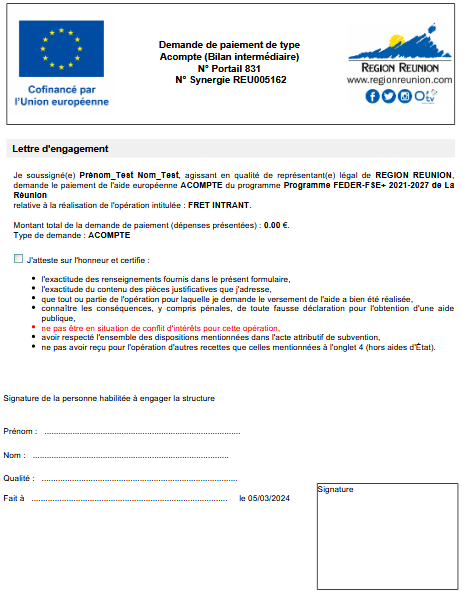 Cofinancé par
l'Union européenne
Demande de paiement de type
Acompte (Bilan intermédiaire)
N° Portail 831
N° Synergie REU005162
REGION REUNION
www.regionreunion.com
tv
Lettre d'engagement
Je soussigné(e) Prénom_Test Nom_Test, agissant en qualité de représentant(e) légal de REGION REUNION,
demande le paiement de l'aide européenne ACOMPTE du programme Programme FEDER-FSE+ 2021-2027 de La
Réunion
relative à la réalisation de l'opération intitulée : FRET INTRANT.
Montant total de la demande de paiement (dépenses présentées) : 0.00 €.
Type de demande : ACOMPTE
J'atteste sur l'honneur et certifie :
l'exactitude des renseignements fournis dans le présent formulaire,
l'exactitude du contenu des pièces justificatives que j'adresse,
que tout ou partie de l'opération pour laquelle je demande le versement de l'aide a bien été réalisée,
connaître les conséquences, y compris pénales, de toute fausse déclaration pour l'obtention d'une aide
publique,
ne pas être en situation de conflit d'intérêts pour cette opération,
avoir respecté l'ensemble des dispositions mentionnées dans l'acte attributif de subvention,
ne pas avoir reçu pour l'opération d'autres recettes que celles mentionnées à l'onglet 4 (hors aides d'État).
Signature de la personne habilitée à engager la structure
Prénom : ........................................................................
Nom : ........................................................................
Qualité : ........................................................................
Fait à ........................................................................ le 05/03/2024
Signature